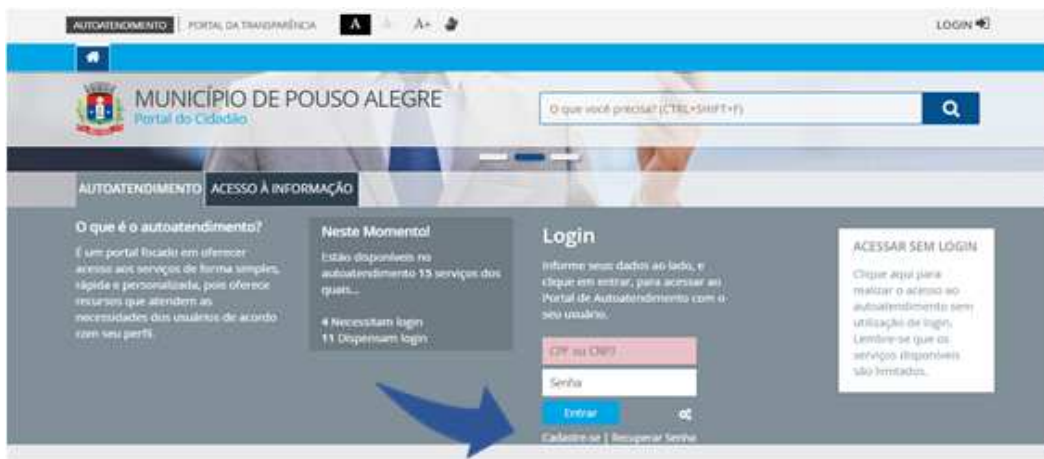 AUTOATENDIMENTO PORTAL DA TRANSPARÊNCIA A A A+ LOGIN
MUNICÍPIO DE POUSO ALEGRE
Portal do Cidadão
O que você precisa? (CTRL+SHIFT+F)
AUTOATENDIMENTO ACESSO À INFORMAÇÃO
O que é o autoatendimento?
É um portal focado em oferecer
acesso aos serviços de forma simples,
rápida e personalizada, pois oferece
recursos que atendem as
necessidades dos usuários de acordo
com seu perfil.
Neste Momento!
Estão disponíveis no
autoatendimento 15 serviços dos
quais...
4 Necessitam login
11 Dispensam login
Login
Informe seus dados ao lado, e
clique em entrar, para acessar ao
Portal de Autoatendimento com o
seu usuário.
CPF ou CNPJ
Senha
Entrar
Cadastre-se | Recuperar Senha
ACESSAR SEM LOGIN
Clique aqui para
realizar o acesso ao
autoatendimento sem
utilização de login.
Lembre-se que os
serviços disponíveis
são limitados.